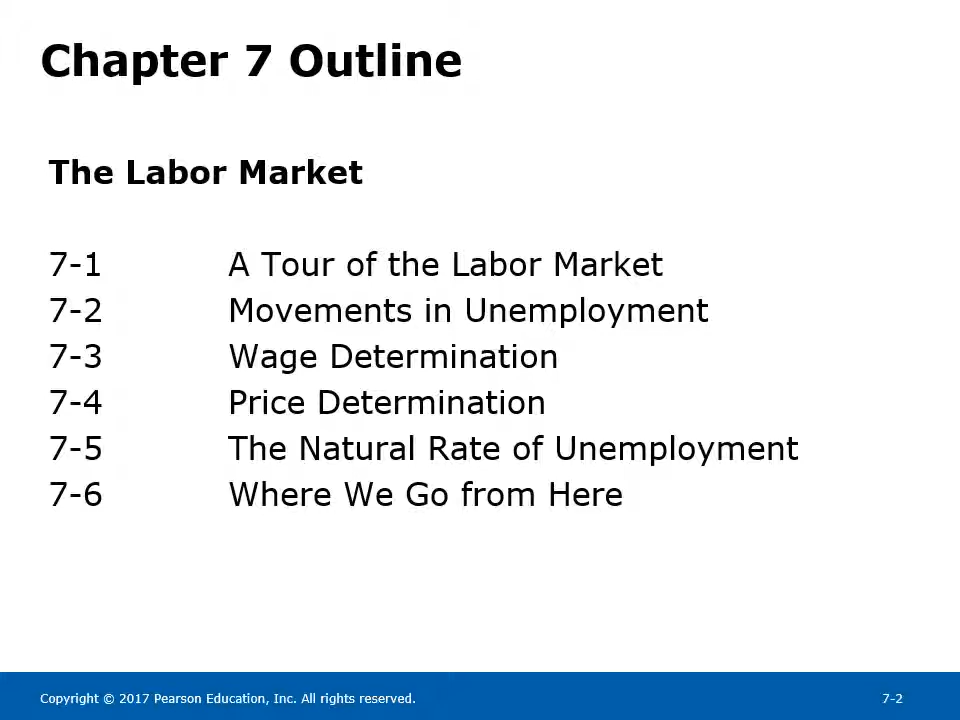 Chapter 7 Outline
The Labor Market
7-1 A Tour of the Labor Market
7-2 Movements in Unemployment
7-3 Wage Determination
7-4 Price Determination
7-5 The Natural Rate of Unemployment
7-6 Where We Go from Here
Copyright © 2017 Pearson Education, Inc. All rights reserved. 7-2